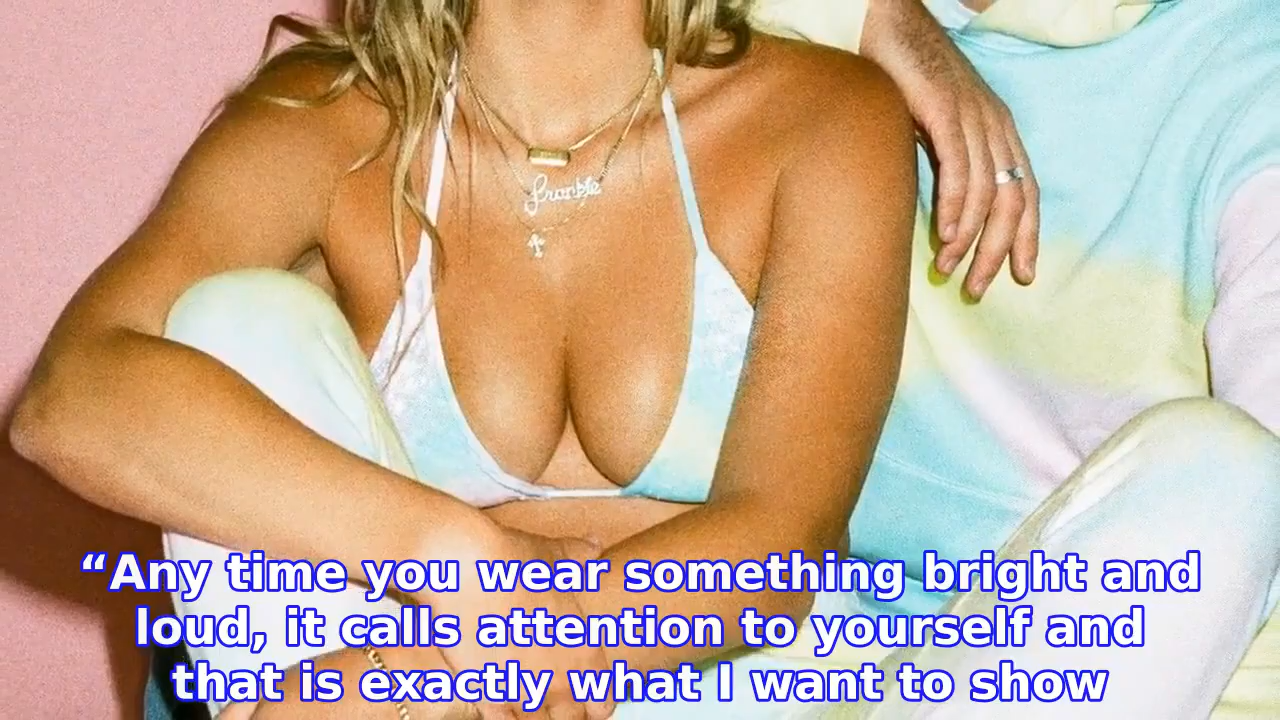 Frankie
“Any time you wear something bright and
loud, it calls attention to yourself and
that is exactly what I want to show